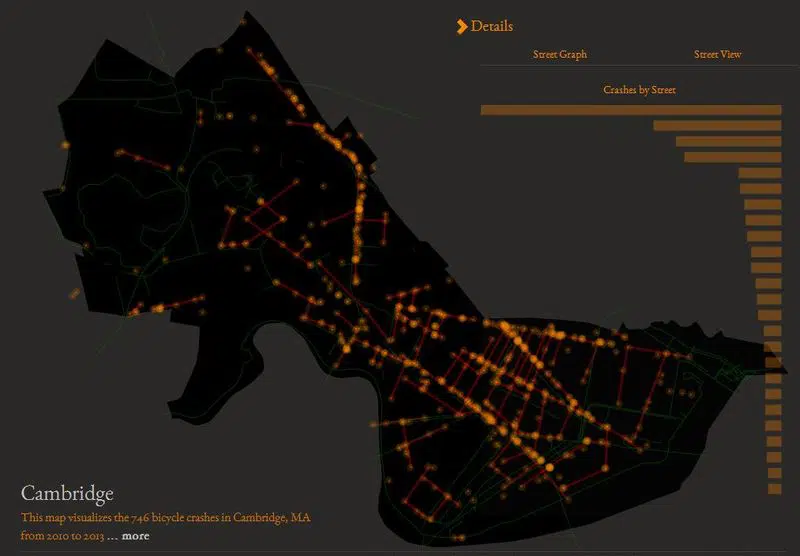 Details
Street Graph
Street View
Crashes by Street
Cambridge
This map visualizes the 746 bicycle crashes in Cambridge, MA
from 2010 to 2013 ... more